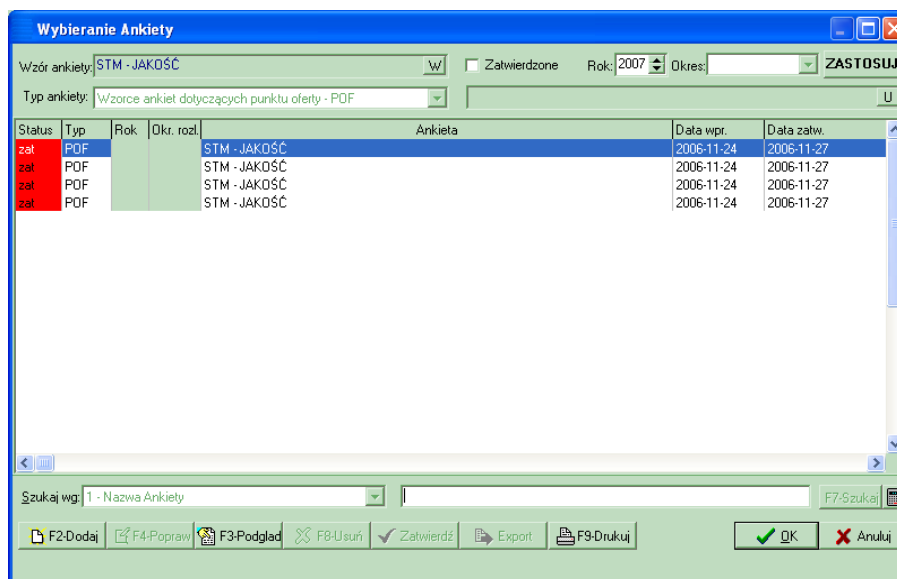 Wybieranie Ankiety
Wzór ankiety: STM - JAKOŚĆ W Zatwierdzone Rok: 2007 Okres: ZASTOSUJ
Typ ankiety: Wzorce ankiet dotyczących punktu oferty - POF U
Status Typ Rok Okr. rozl. Ankieta Data wpr. Data zatw.
zat POF STM - JAKOŚĆ 2006-11-24 2006-11-27
zat POF STM - JAKOŚĆ 2006-11-24 2006-11-27
zat POF STM - JAKOŚĆ 2006-11-24 2006-11-27
zat POF STM - JAKOŚĆ 2006-11-24 2006-11-27
Szukaj wg: 1 - Nazwa Ankiety F7-Szukaj
F2-Dodaj F4-Popraw F3-Podglad F8-Usuń Zatwierdź Export F9-Drukuj OK Anuluj